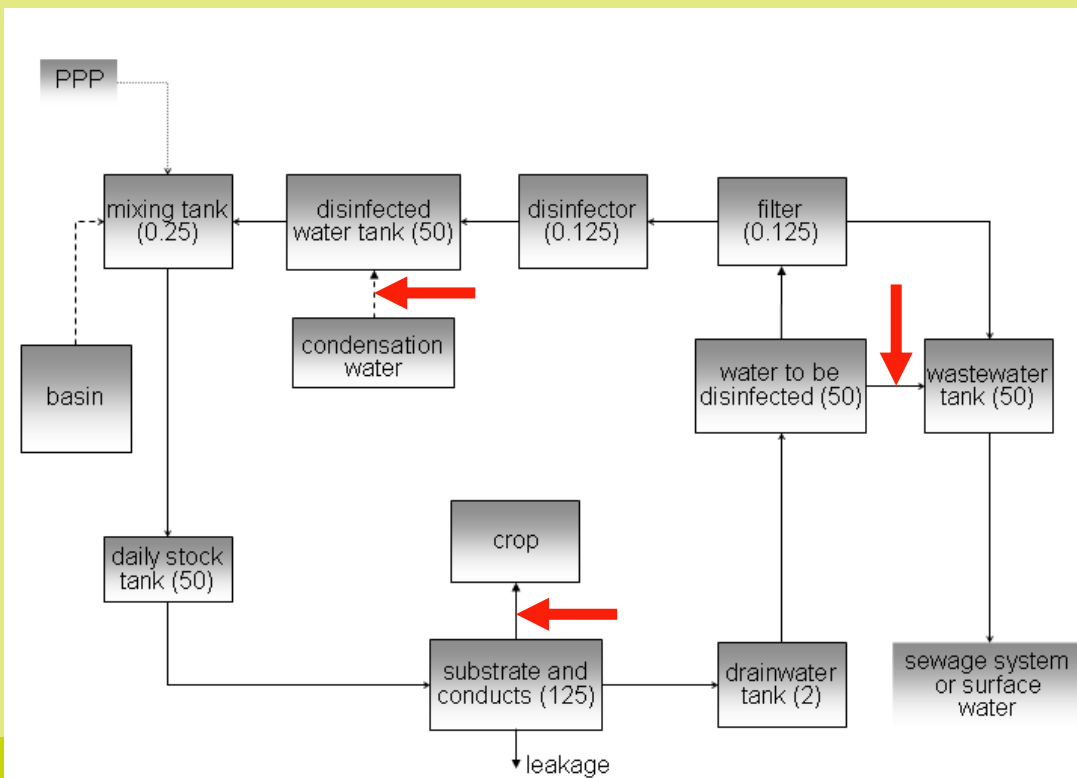 PPP
mixing tank
(0.25)
disinfected
water tank (50)
disinfector
(0.125)
filter
(0.125)
condensation
water
basin
water to be
disinfected (50)
wastewater
tank (50)
crop
daily stock
tank (50)
substrate and
conducts (125)
drainwater
tank (2)
sewage system
or surface
water
leakage